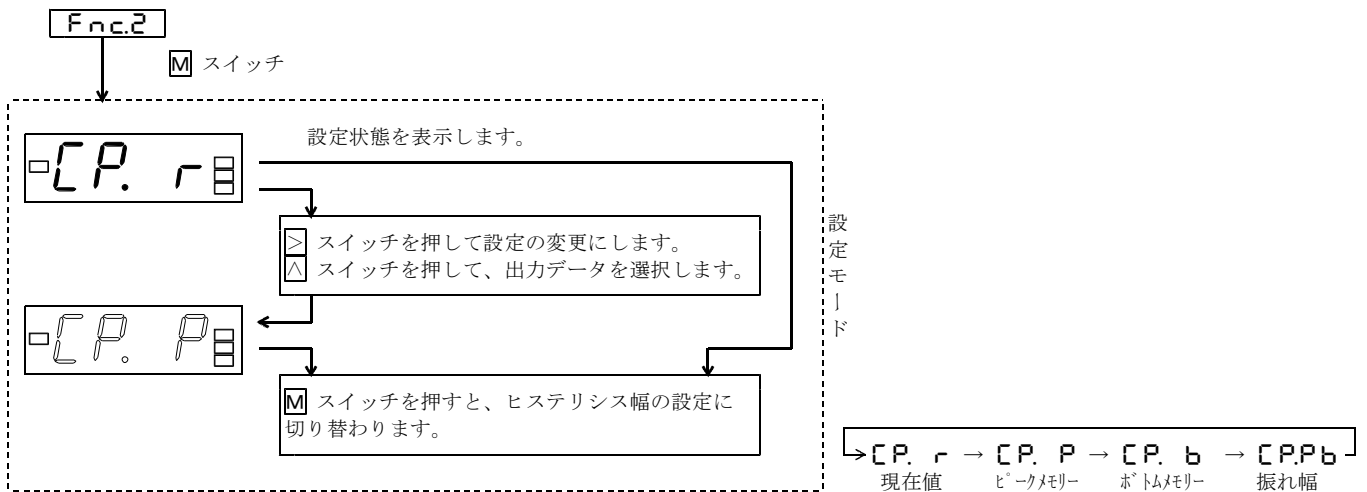 Fnc.2
M スイッチ
設定状態を表示します。
CP. r
> スイッチを押して設定の変更にします。
∧ スイッチを押して、出力データを選択します。
設定モード
CP. P
M スイッチを押すと、ヒステリシス幅の設定に
切り替わります。
CP. r → CP. P → CP. b → CP.Pb
現在値 ﾋﾟｰｸﾒﾓﾘｰ ﾎﾞﾄﾑﾒﾓﾘｰ 振れ幅